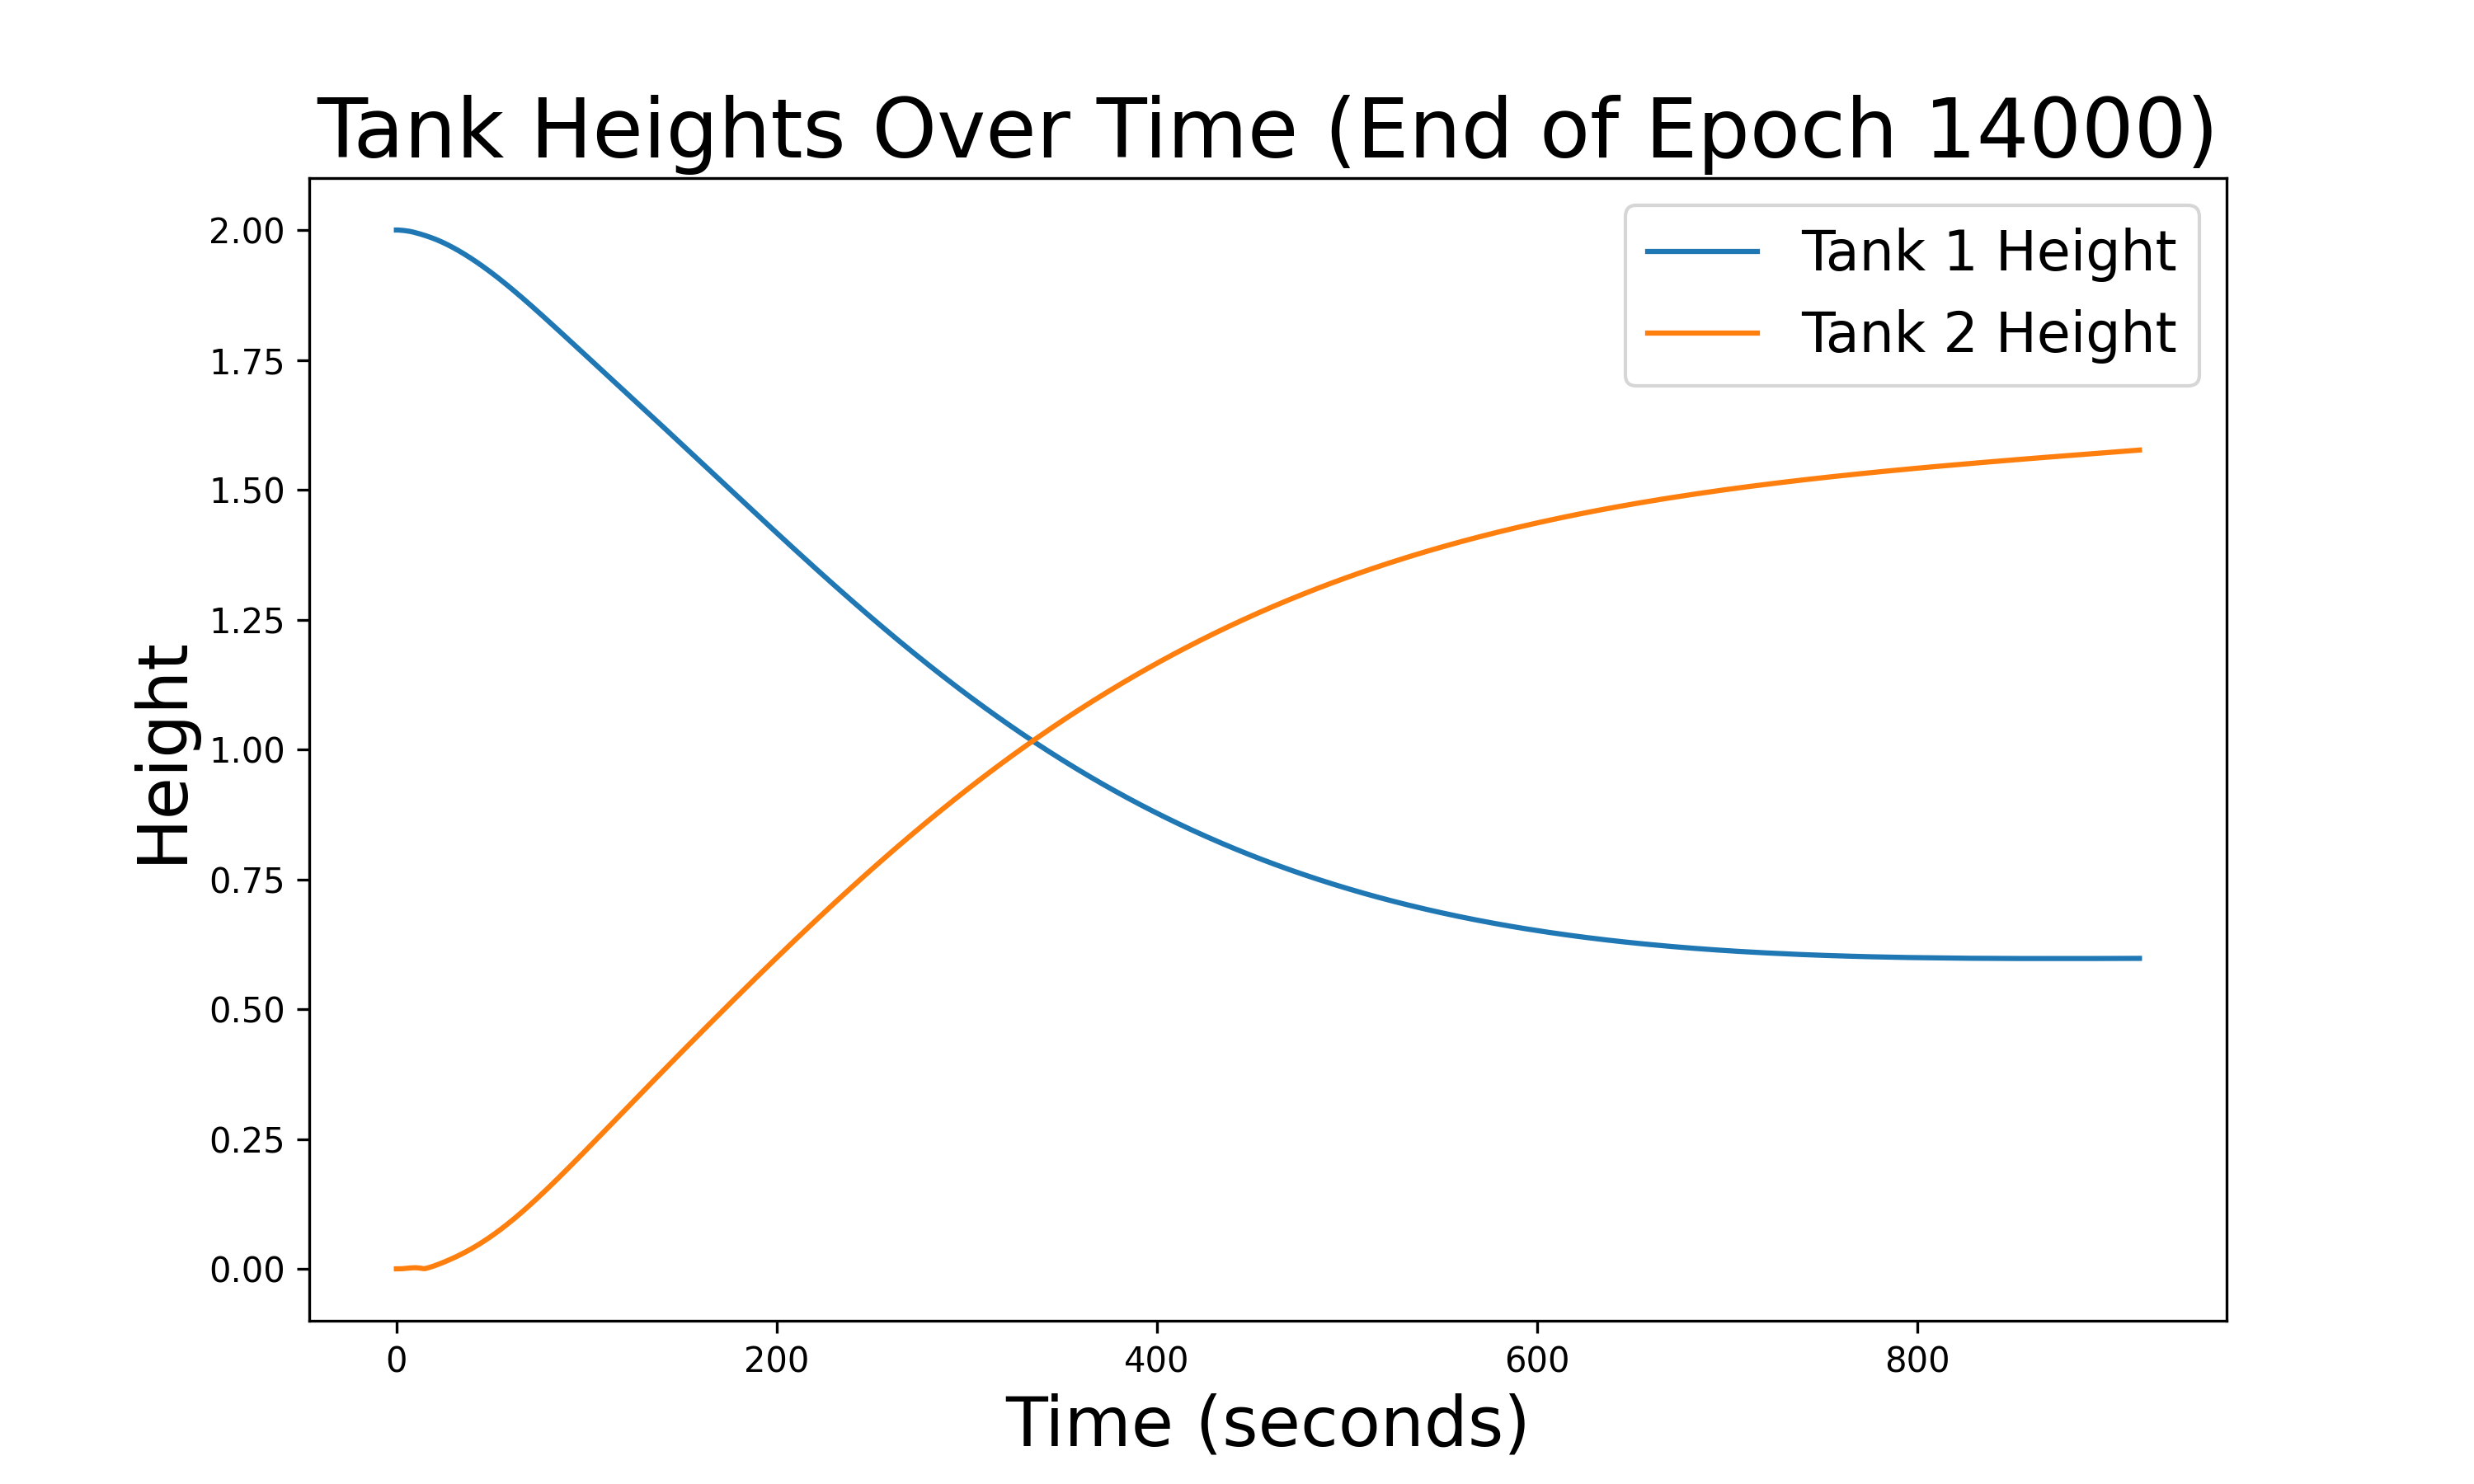 Tank Heights Over Time (End of Epoch 14000)
Tank 1 Height
Tank 2 Height
Height
2.00
1.75
1.50
1.25
1.00
0.75
0.50
0.25
0.00
0 200 400 600 800
Time (seconds)